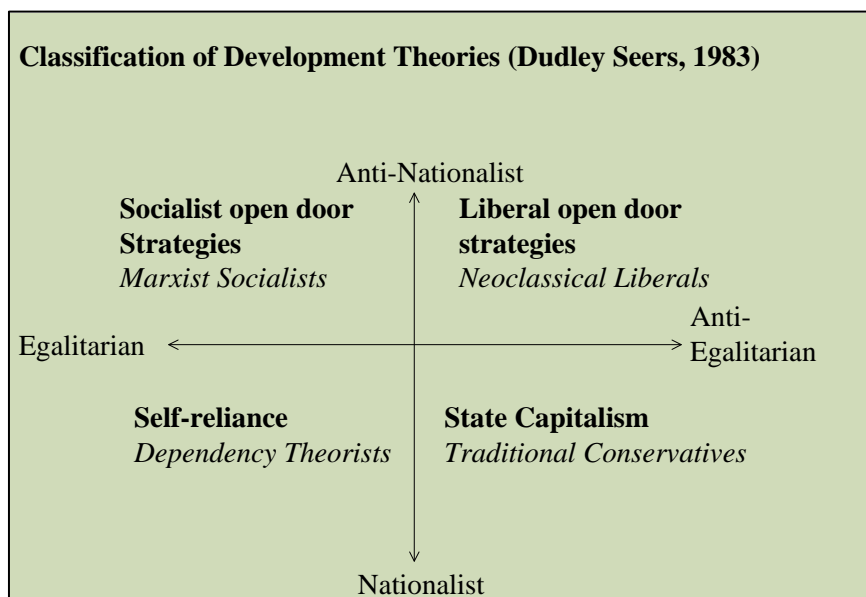 Classification of Development Theories (Dudley Seers, 1983)
Anti-Nationalist
Socialist open door
Strategies
Marxist Socialists
Liberal open door
strategies
Neoclassical Liberals
Egalitarian
Anti-
Egalitarian
Self-reliance
Dependency Theorists
State Capitalism
Traditional Conservatives
Nationalist